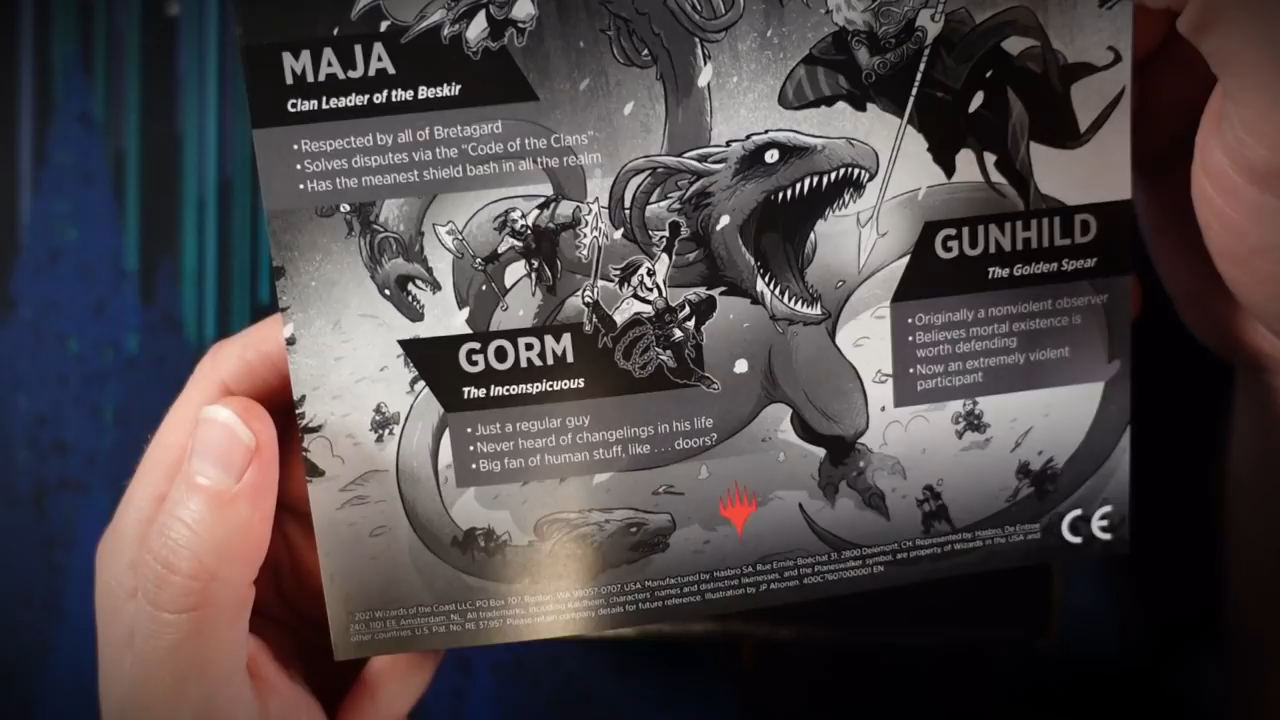 MAJA
Clan Leader of the Beskir
• Respected by all of Bretagard
• Solves disputes via the “Code of the Clans”
• Has the meanest shield bash in all the realm
GUNHILD
The Golden Spear
• Originally a nonviolent observer
• Believes mortal existence is
worth defending
• Now an extremely violent
participant
GORM
The Inconspicuous
• Just a regular guy
• Never heard of changelings in his life
• Big fan of human stuff, like . . . doors?
CE
2021 Wizards of the Coast LLC, PO Box 707, Renton, WA 98057-0707, USA. Manufactured by: Hasbro SA, Rue Emile-Boéchat 31, 2800 Delémont, CH. Represented by: Hasbro, De Entree
240, 1101 EE Amsterdam, NL. All trademarks, including Kaldheim, characters’ names and distinctive likenesses, and the Planeswalker symbol, are property of Wizards in the USA and
other countries. U.S. Pat. No. RE 37,957. Please retain company details for future reference. Illustration by JP Ahonen. 400C7607000001 EN